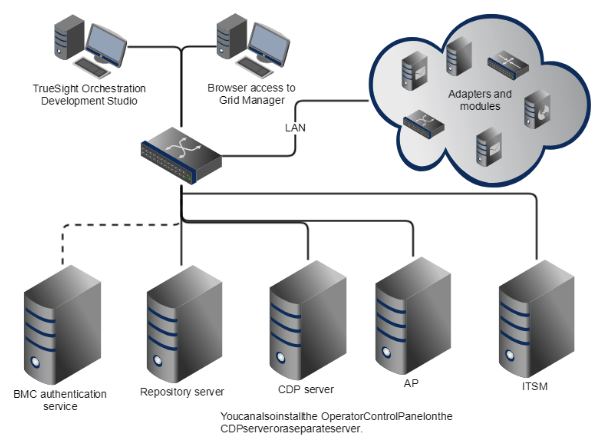 TrueSight Orchestration
Development Studio
Browser access to
Grid Manager
Adapters and
modules
LAN
BMC authentication
service
Repository server
CDP server
AP
ITSM
Youcanalsoinstallthe OperatorControlPanelonthe
CDPserveroraseparateserver.